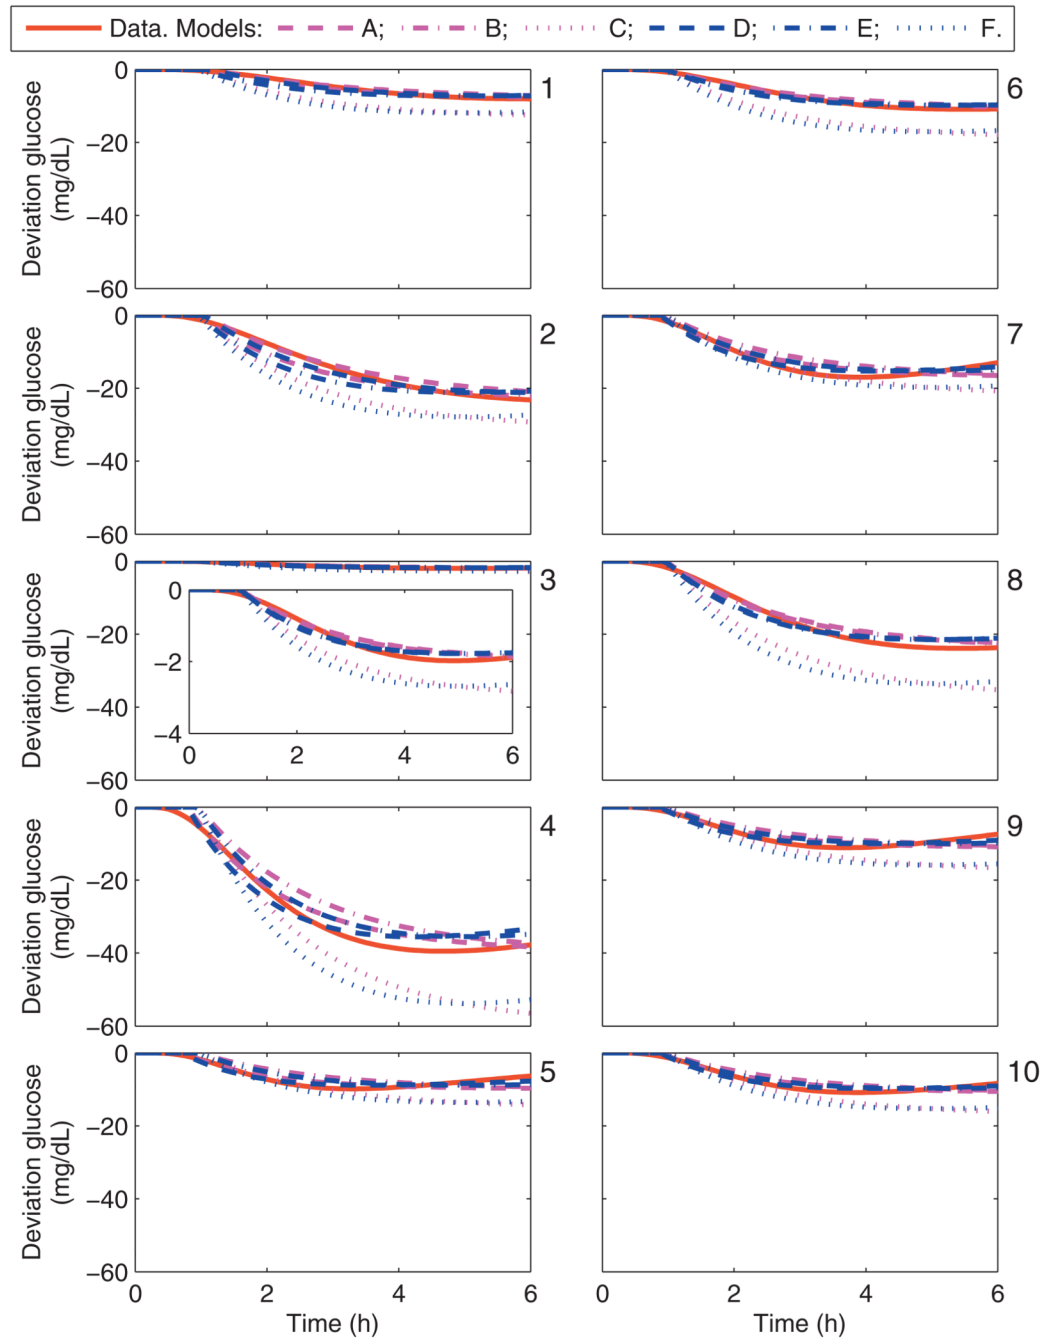 Data. Models: A; B; C; D; E; F.
0
−20
−40
−60
Deviation glucose
(mg/dL)
1
6
0
−20
−40
−60
Deviation glucose
(mg/dL)
2
7
0
−20
−40
−60
Deviation glucose
(mg/dL)
0
−2
−4
0 2 4 6
3
8
0
−20
−40
−60
Deviation glucose
(mg/dL)
4
9
0
−20
−40
−60
Deviation glucose
(mg/dL)
5
10
0 2 4 6
0 2 4 6
Time (h)
Time (h)